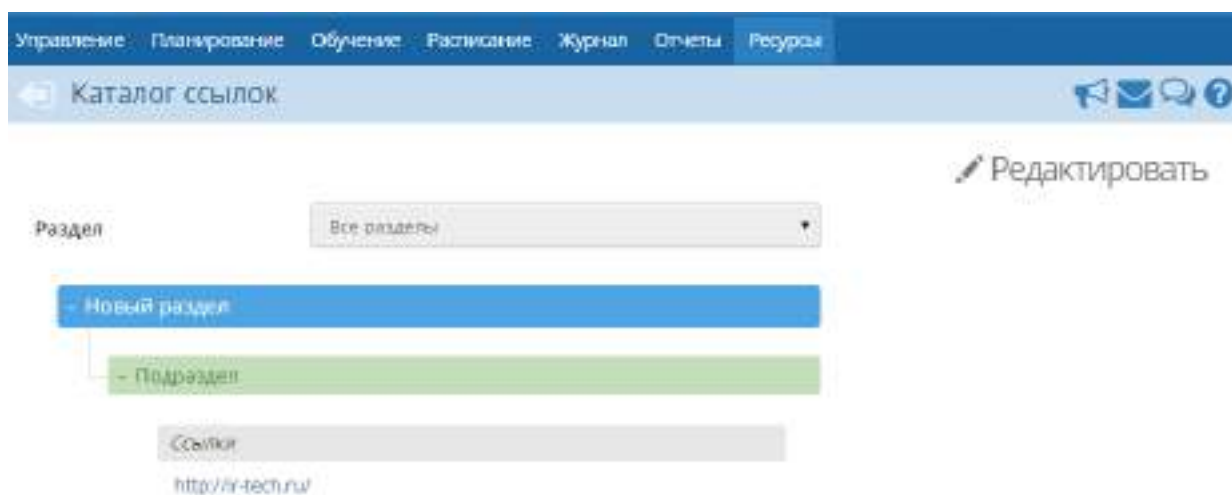 Управление Планирование Обучение Расписание Журнал Отчеты Ресурсы
Каталог ссылок
Редактировать
Раздел Все разделы
- Новый раздел
- Подраздел
Ссылки
http://ir-tech.ru/